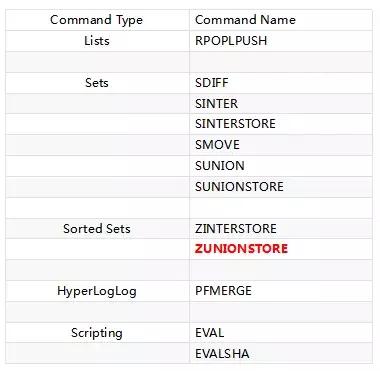 Command Type Command Name
Lists RPOPLPUSH
Sets SDIFF
SINTER
SINTERSTORE
SMOVE
SUNION
SUNIONSTORE
Sorted Sets ZINTERSTORE
ZUNIONSTORE
HyperLogLog PFMERGE
Scripting EVAL
EVALSHA